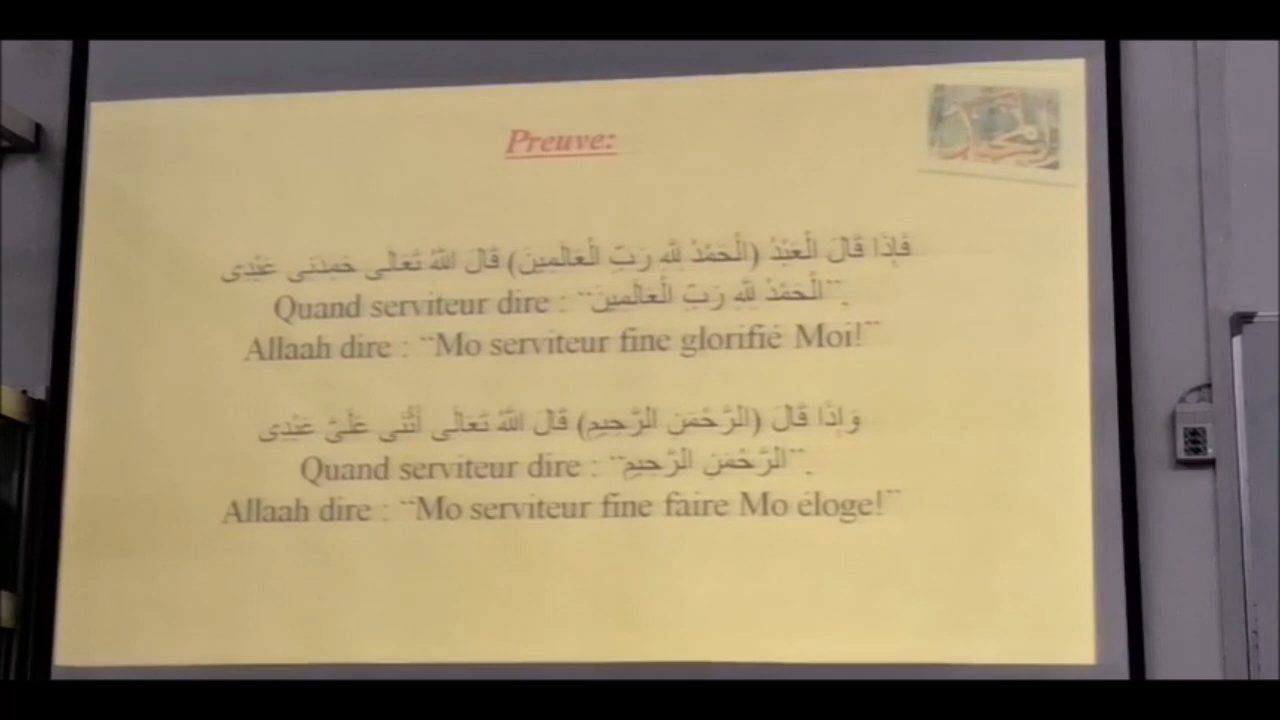 Preuve:
فَإِذَا قَالَ الْعَبْدُ (الْحَمْدُ لِلَّهِ رَبِّ الْعَالَمِينَ) قَالَ اللهُ تَعَالَى حَمِدَنِى عَبْدِى
Quand serviteur dire : “الْحَمْدُ لِلَّهِ رَبِّ الْعَالَمِينَ”.
Allaah dire : “Mo serviteur fine glorifié Moi!”
وَإِذَا قَالَ (الرَّحْمَنِ الرَّحِيمِ) قَالَ اللهُ تَعَالَى أَثْنَى عَلَىَّ عَبْدِى
Quand serviteur dire : “الرَّحْمَنِ الرَّحِيمِ”.
Allaah dire : “Mo serviteur fine faire Mo éloge!”